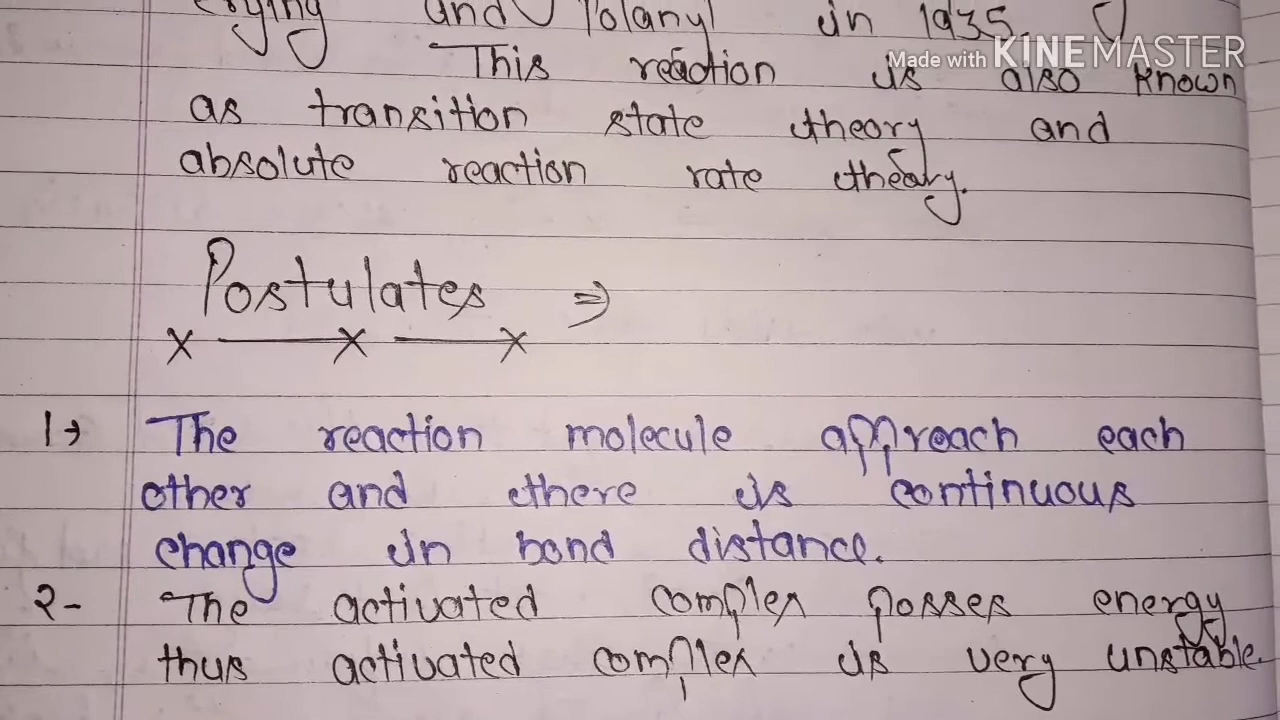 and Polanyl in 1935.
Made with KINEMASTER
This reaction is also known
as transition state theory and
absolute reaction rate theory.
Postulates ⇒
x — x — x
1→ The reaction molecule approach each
other and there is continuous
change in bond distance.
2- The activated complex posses energy
thus activated complex is very unstable.